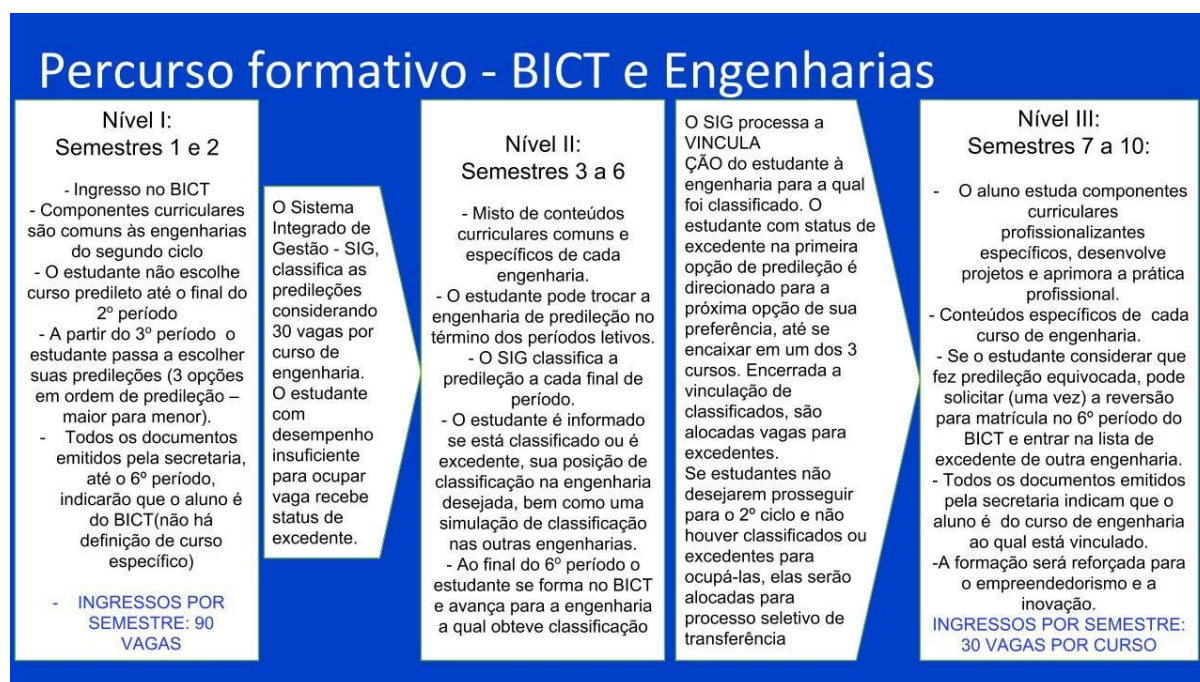 Percurso formativo - BICT e Engenharias
Nível I:
Semestres 1 e 2
- Ingresso no BICT
- Componentes curriculares
são comuns às engenharias
do segundo ciclo
- O estudante não escolhe
curso predileto até o final do
2º período
- A partir do 3º período o
estudante passa a escolher
suas predileções (3 opções
em ordem de predileção –
maior para menor).
- Todos os documentos
emitidos pela secretaria,
até o 6º período,
indicarão que o aluno é
do BICT(não há
definição de curso
específico)
- INGRESSOS POR
SEMESTRE: 90
VAGAS
O Sistema
Integrado de
Gestão - SIG,
classifica as
predileções
considerando
30 vagas por
curso de
engenharia.
O estudante
com
desempenho
insuficiente
para ocupar
vaga recebe
status de
excedente.
Nível II:
Semestres 3 a 6
- Misto de conteúdos
curriculares comuns e
específicos de cada
engenharia.
- O estudante pode trocar a
engenharia de predileção no
término dos períodos letivos.
- O SIG classifica a
predileção a cada final de
período.
- O estudante é informado
se está classificado ou é
excedente, sua posição de
classificação na engenharia
desejada, bem como uma
simulação de classificação
nas outras engenharias.
- Ao final do 6º período o
estudante se forma no BICT
e avança para a engenharia
a qual obteve classificação
O SIG processa a
VINCULA
ÇÃO do estudante à
engenharia para a qual
foi classificado. O
estudante com status de
excedente na primeira
opção de predileção é
direcionado para a
próxima opção de sua
preferência, até se
encaixar em um dos 3
cursos. Encerrada a
vinculação de
classificados, são
alocadas vagas para
excedentes.
Se estudantes não
desejarem prosseguir
para o 2º ciclo e não
houver classificados ou
excedentes para
ocupá-las, elas serão
alocadas para
processo seletivo de
transferência
Nível III:
Semestres 7 a 10:
- O aluno estuda componentes
curriculares
profissionalizantes
específicos, desenvolve
projetos e aprimora a prática
profissional.
- Conteúdos específicos de cada
curso de engenharia.
- Se o estudante considerar que
fez predileção equivocada, pode
solicitar (uma vez) a reversão
para matrícula no 6º período do
BICT e entrar na lista de
excedente de outra engenharia.
- Todos os documentos emitidos
pela secretaria indicam que o
aluno é do curso de engenharia
ao qual está vinculado.
-A formação será reforçada para
o empreendedorismo e a
inovação.
INGRESSOS POR SEMESTRE:
30 VAGAS POR CURSO